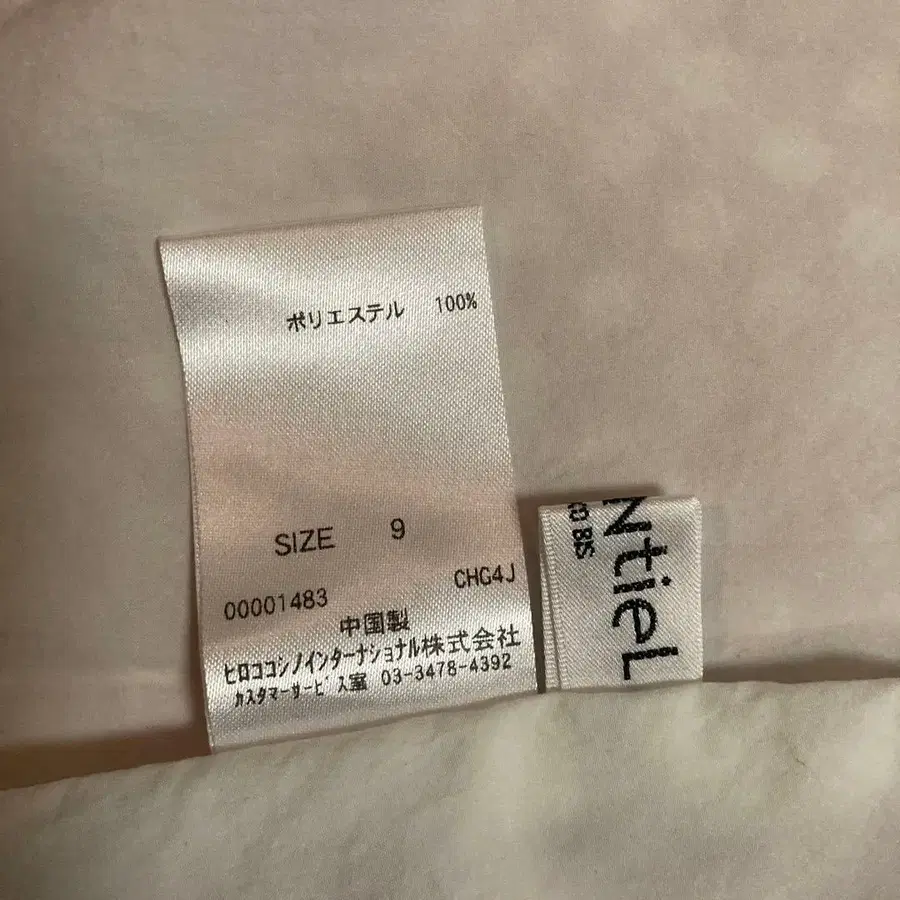 ポリエステル 100%
SIZE 9
00001483 CHG4J
中国製
ヒロココシノインターナショナル株式会社
カスタマーサービス室 03-3478-4392
NtieL
BIS